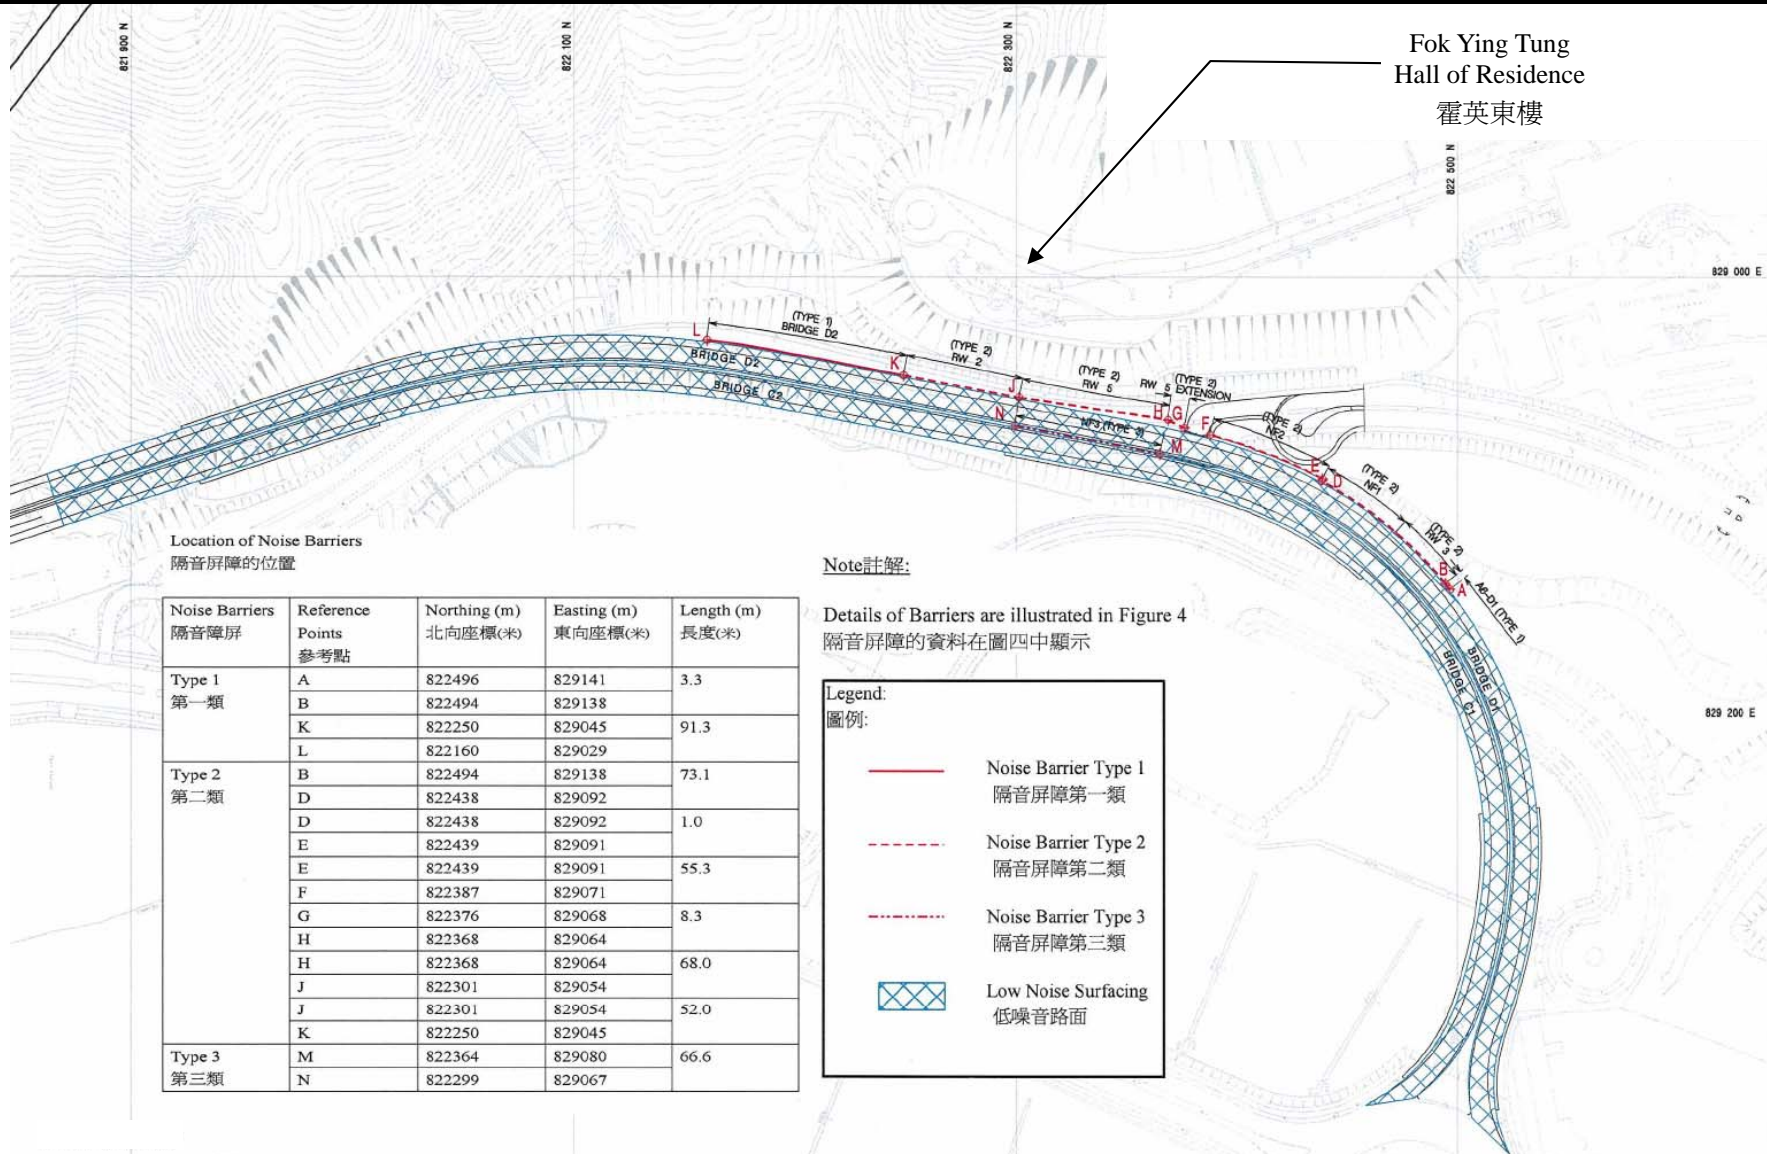 821 900 N
822 100 N
822 300 N
Fok Ying Tung
Hall of Residence
霍英東樓
822 500 N
829 000 E
(TYPE 1)
BRIDGE D2
(TYPE 2)
RW 2
(TYPE 2)
RW 5
(TYPE 2)
RW 5 EXTENSION
(TYPE 2)
NF2
(TYPE 2)
NF1
(TYPE 2)
RW 3
A6-D1 (TYPE 1)
L
K
J
H
G
F
E
D
B
A
N
M
NF3 (TYPE 3)
BRIDGE D2
BRIDGE C2
BRIDGE D1
BRIDGE C1
829 200 E
Location of Noise Barriers
隔音屏障的位置
Noise Barriers Reference Northing (m) Easting (m) Length (m)
隔音障屏 Points 北向座標(米) 東向座標(米) 長度(米)
參考點
Type 1 A 822496 829141 3.3
第一類 B 822494 829138
K 822250 829045 91.3
L 822160 829029
Type 2 B 822494 829138 73.1
第二類 D 822438 829092
D 822438 829092 1.0
E 822439 829091
E 822439 829091 55.3
F 822387 829071
G 822376 829068 8.3
H 822368 829064
H 822368 829064 68.0
J 822301 829054
J 822301 829054 52.0
K 822250 829045
Type 3 M 822364 829080 66.6
第三類 N 822299 829067
Note註解:
Details of Barriers are illustrated in Figure 4
隔音屏障的資料在圖四中顯示
Legend:
圖例:
Noise Barrier Type 1
隔音屏障第一類
Noise Barrier Type 2
隔音屏障第二類
Noise Barrier Type 3
隔音屏障第三類
Low Noise Surfacing
低噪音路面